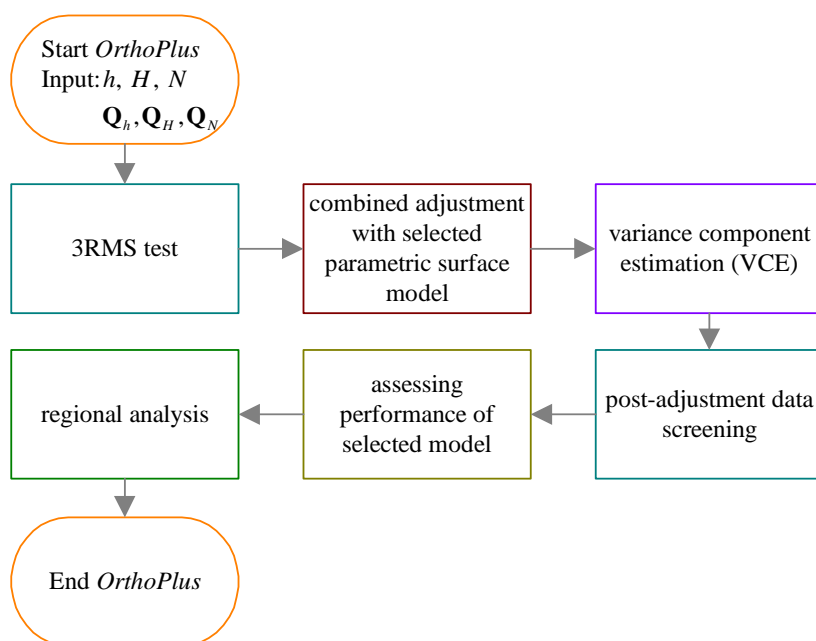 Start OrthoPlus
Input: h, H, N
Q_h, Q_H, Q_N
3RMS test
combined adjustment
with selected
parametric surface
model
variance component
estimation (VCE)
post-adjustment data
screening
assessing
performance of
selected model
regional analysis
End OrthoPlus